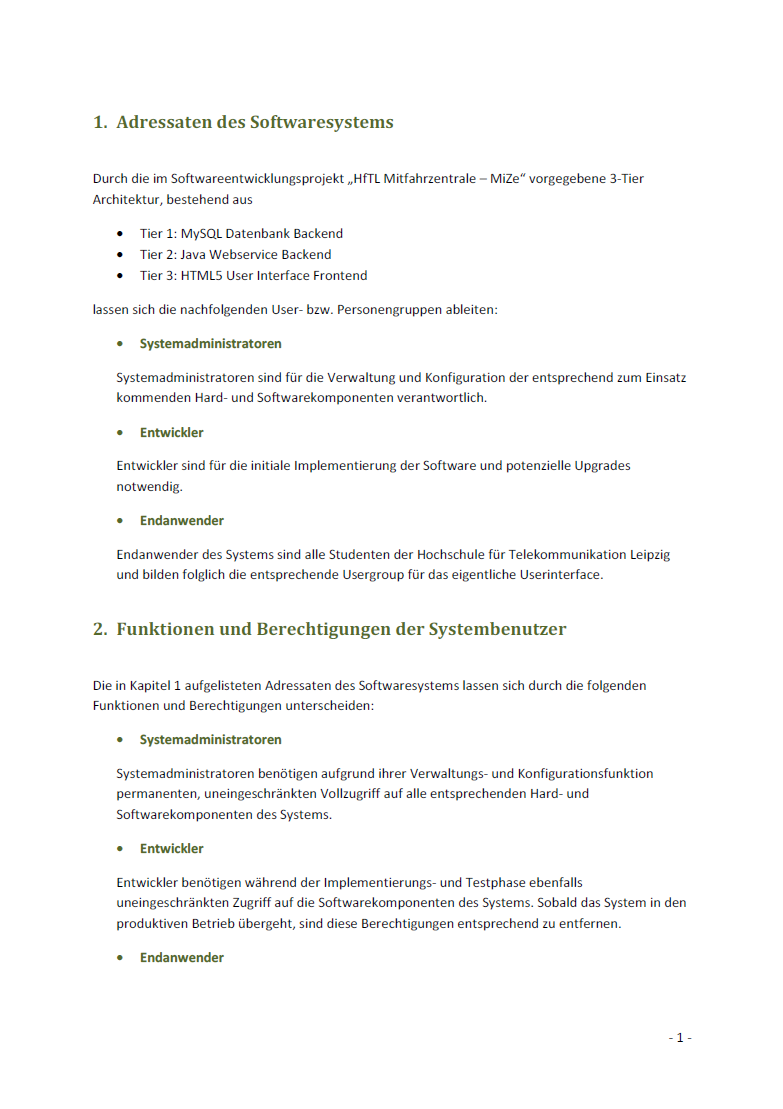 1. Adressaten des Softwaresystems
Durch die im Softwareentwicklungsprojekt „HfTL Mitfahrzentrale – MiZe“ vorgegebene 3-Tier
Architektur, bestehend aus
• Tier 1: MySQL Datenbank Backend
• Tier 2: Java Webservice Backend
• Tier 3: HTML5 User Interface Frontend
lassen sich die nachfolgenden User- bzw. Personengruppen ableiten:
• Systemadministratoren
Systemadministratoren sind für die Verwaltung und Konfiguration der entsprechend zum Einsatz
kommenden Hard- und Softwarekomponenten verantwortlich.
• Entwickler
Entwickler sind für die initiale Implementierung der Software und potenzielle Upgrades
notwendig.
• Endanwender
Endanwender des Systems sind alle Studenten der Hochschule für Telekommunikation Leipzig
und bilden folglich die entsprechende Usergroup für das eigentliche Userinterface.
2. Funktionen und Berechtigungen der Systembenutzer
Die in Kapitel 1 aufgelisteten Adressaten des Softwaresystems lassen sich durch die folgenden
Funktionen und Berechtigungen unterscheiden:
• Systemadministratoren
Systemadministratoren benötigen aufgrund ihrer Verwaltungs- und Konfigurationsfunktion
permanenten, uneingeschränkten Vollzugriff auf alle entsprechenden Hard- und
Softwarekomponenten des Systems.
• Entwickler
Entwickler benötigen während der Implementierungs- und Testphase ebenfalls
uneingeschränkten Zugriff auf die Softwarekomponenten des Systems. Sobald das System in den
produktiven Betrieb übergeht, sind diese Berechtigungen entsprechend zu entfernen.
• Endanwender
- 1 -